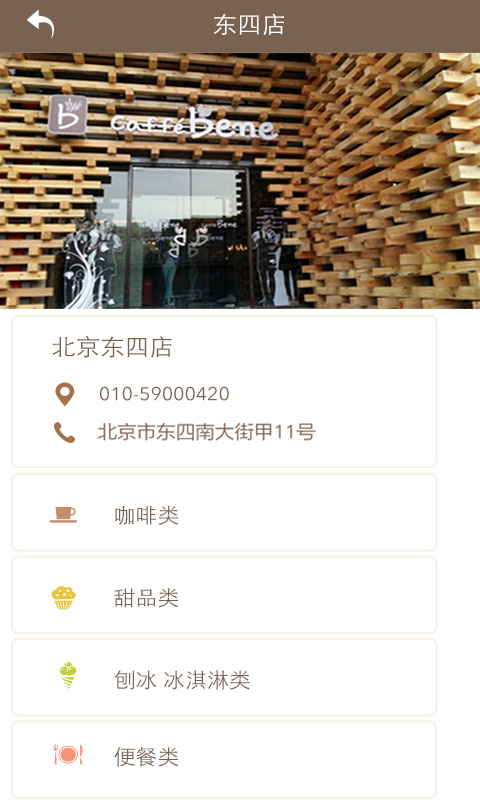 东四店
b
Caffé bene
Caffe bene
北京东四店
010-59000420
北京市东四南大街甲11号
咖啡类
甜品类
刨冰 冰淇淋类
便餐类